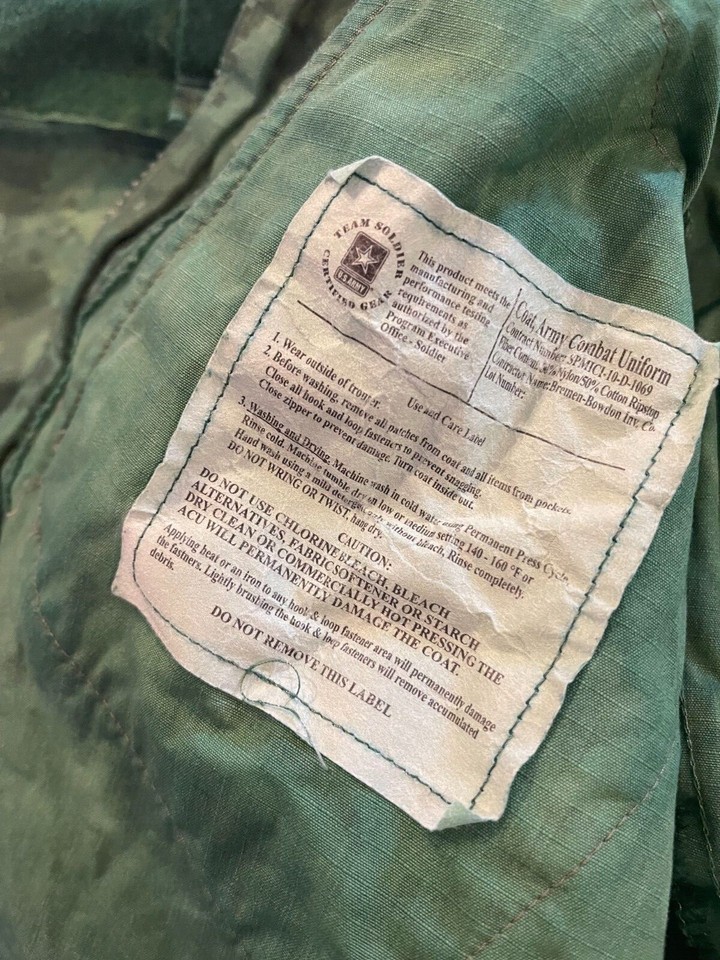 TEAM SOLDIER
CERTIFIED GEAR
U.S. ARMY
This product meets the
manufacturing and
performance testing
requirements as
authorized by the
Program Executive
Office - Soldier
Coat, Army Combat Uniform
Contract Number: SPM1C1-10-D-1069
Fiber Content: 50% Nylon/50% Cotton Ripstop
Contractor Name: Bremen-Bowdon Inv. Co.
Lot Number:
Use and Care Label
1. Wear outside of trouser.
2. Before washing, remove all patches from coat and all items from pockets.
Close all hook and loop fasteners to prevent snagging.
Close zipper to prevent damage. Turn coat inside out.
3. Washing and Drying. Machine wash in cold water using Permanent Press Cycle.
Rinse cold. Machine tumble dry on low or medium setting 140 - 160 °F or
Hand wash using a mild detergent, without bleach. Rinse completely.
DO NOT WRING OR TWIST, hang dry.
CAUTION:
DO NOT USE CHLORINE BLEACH, BLEACH
ALTERNATIVES, FABRICSOFTENER OR STARCH
DRY CLEAN OR COMMERCIALLY HOT PRESSING THE
ACU WILL PERMANENTLY DAMAGE THE COAT.
Applying heat or an iron to any hook & loop fastener area will permanently damage
the fastners. Lightly brushing the hook & loop fasteners will remove accumulated
debris.
DO NOT REMOVE THIS LABEL